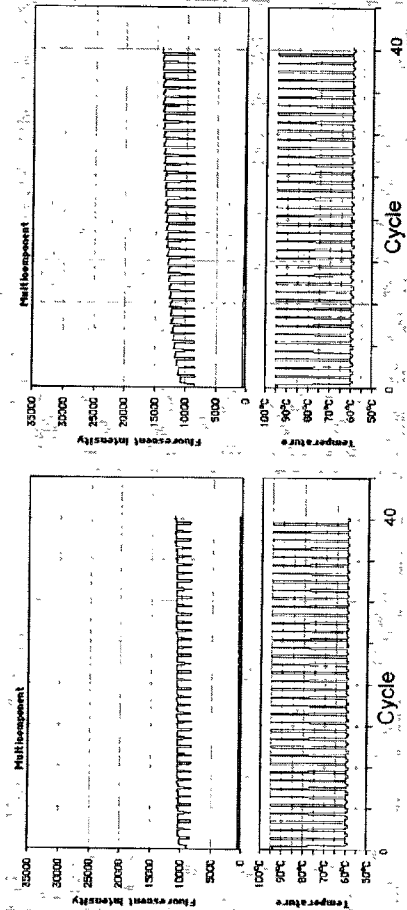 Multicomponent
Fluorescent Intensity
35000
30000
25000
20000
15000
10000
5000
0
Temperature
100°C
90°C
80°C
70°C
60°C
50°C
0
40
Cycle
Multicomponent
Fluorescent Intensity
35000
30000
25000
20000
15000
10000
5000
0
Temperature
100°C
90°C
80°C
70°C
60°C
50°C
0
40
Cycle